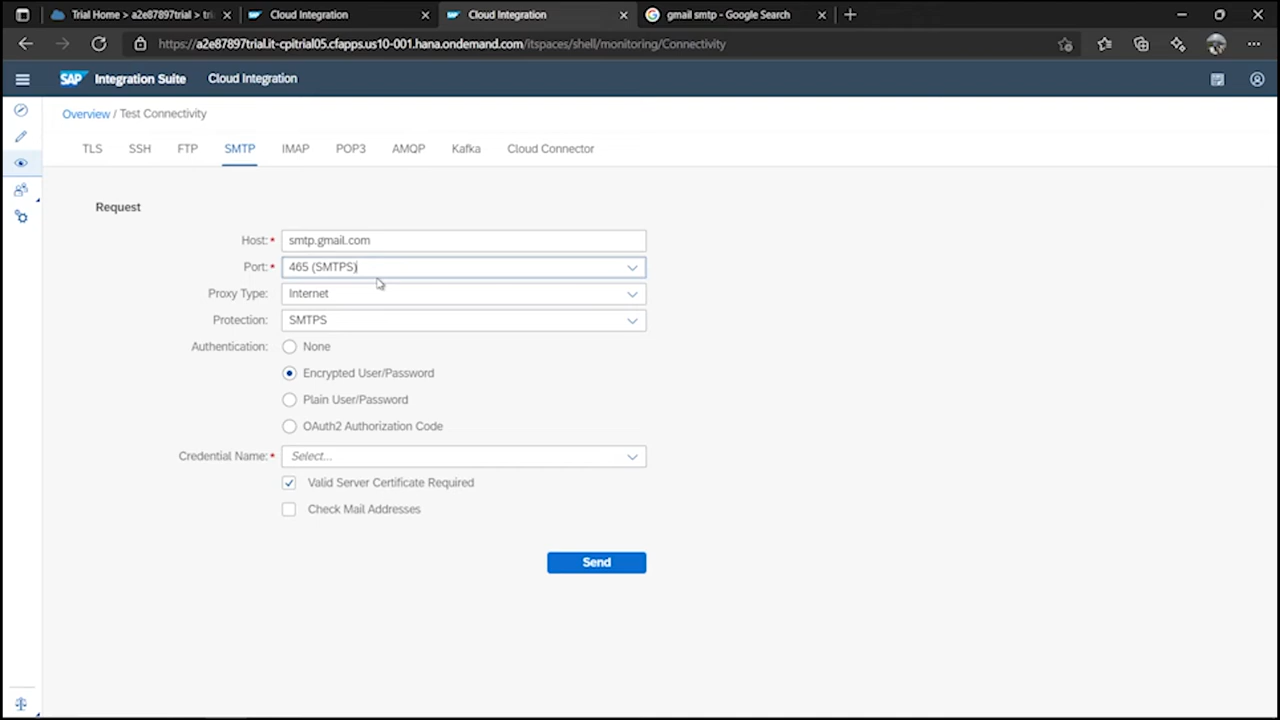 Trial Home > a2e87897trial > tri
Cloud Integration
Cloud Integration
gmail smtp - Google Search
https://a2e87897trial.it-cpitrial05.cfapps.us10-001.hana.ondemand.com/itspaces/shell/monitoring/Connectivity
SAP Integration Suite Cloud Integration
Overview / Test Connectivity
TLS SSH FTP SMTP IMAP POP3 AMQP Kafka Cloud Connector
Request
Host:* smtp.gmail.com
Port:* 465 (SMTPS)
Proxy Type: Internet
Protection: SMTPS
Authentication: None
Encrypted User/Password
Plain User/Password
OAuth2 Authorization Code
Credential Name:* Select...
Valid Server Certificate Required
Check Mail Addresses
Send